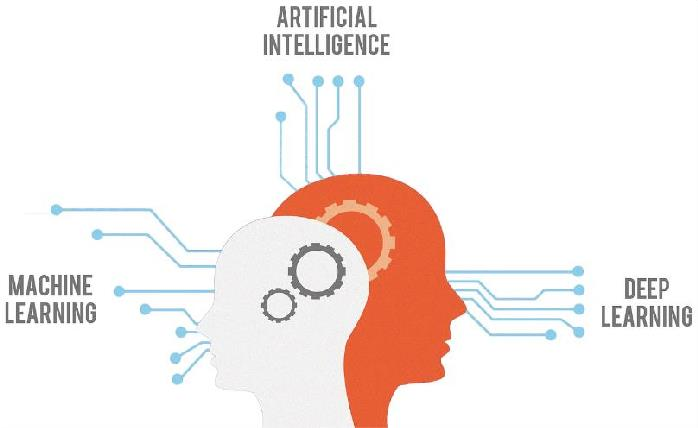 ARTIFICIAL
INTELLIGENCE
MACHINE
LEARNING
DEEP
LEARNING